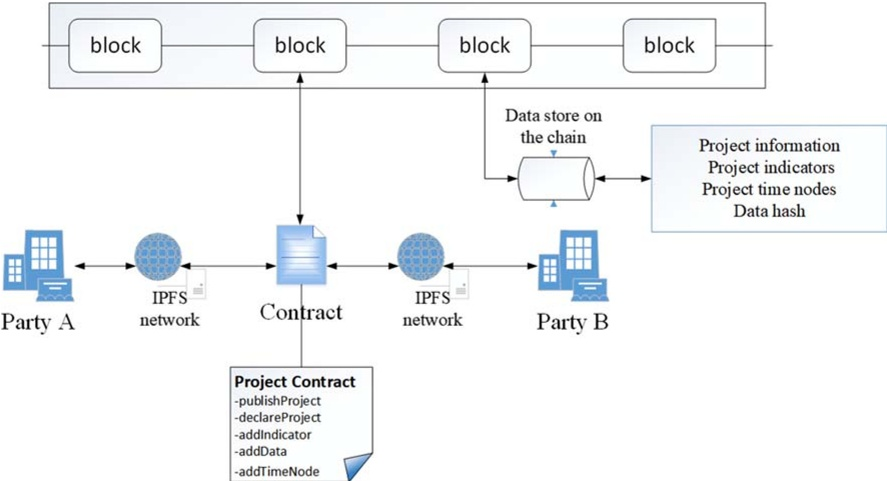 block
block
block
block
Data store on
the chain
Project information
Project indicators
Project time nodes
Data hash
Party A
IPFS
network
Contract
IPFS
network
Party B
Project Contract
-publishProject
-declareProject
-addIndicator
-addData
-addTimeNode